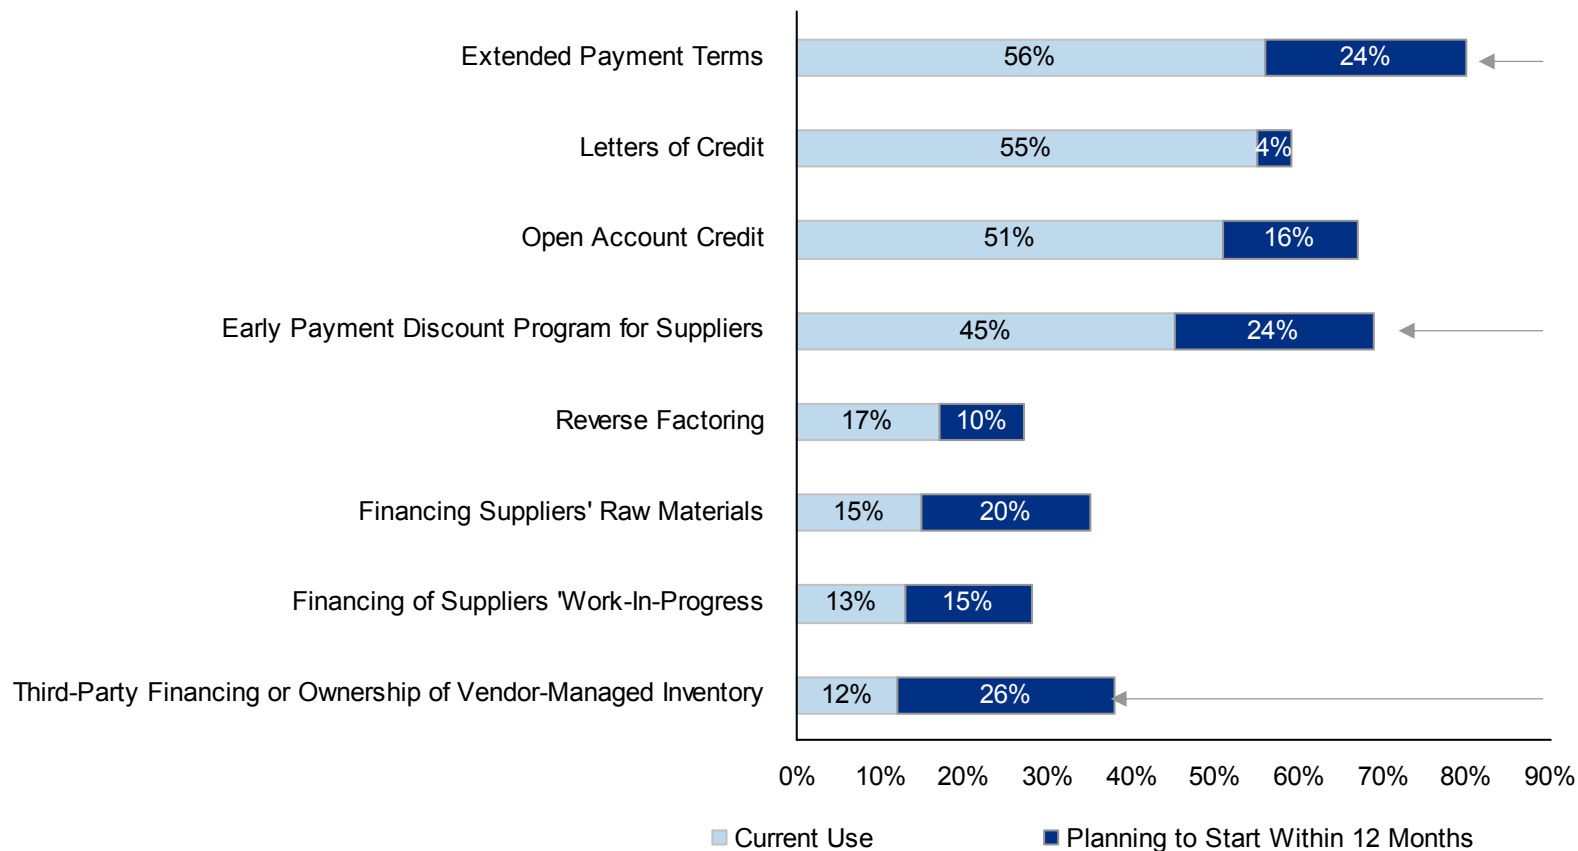 Extended Payment Terms 56% 24%
Letters of Credit 55% 4%
Open Account Credit 51% 16%
Early Payment Discount Program for Suppliers 45% 24%
Reverse Factoring 17% 10%
Financing Suppliers' Raw Materials 15% 20%
Financing of Suppliers 'Work-In-Progress 13% 15%
Third-Party Financing or Ownership of Vendor-Managed Inventory 12% 26%
0% 10% 20% 30% 40% 50% 60% 70% 80% 90%
Current Use Planning to Start Within 12 Months